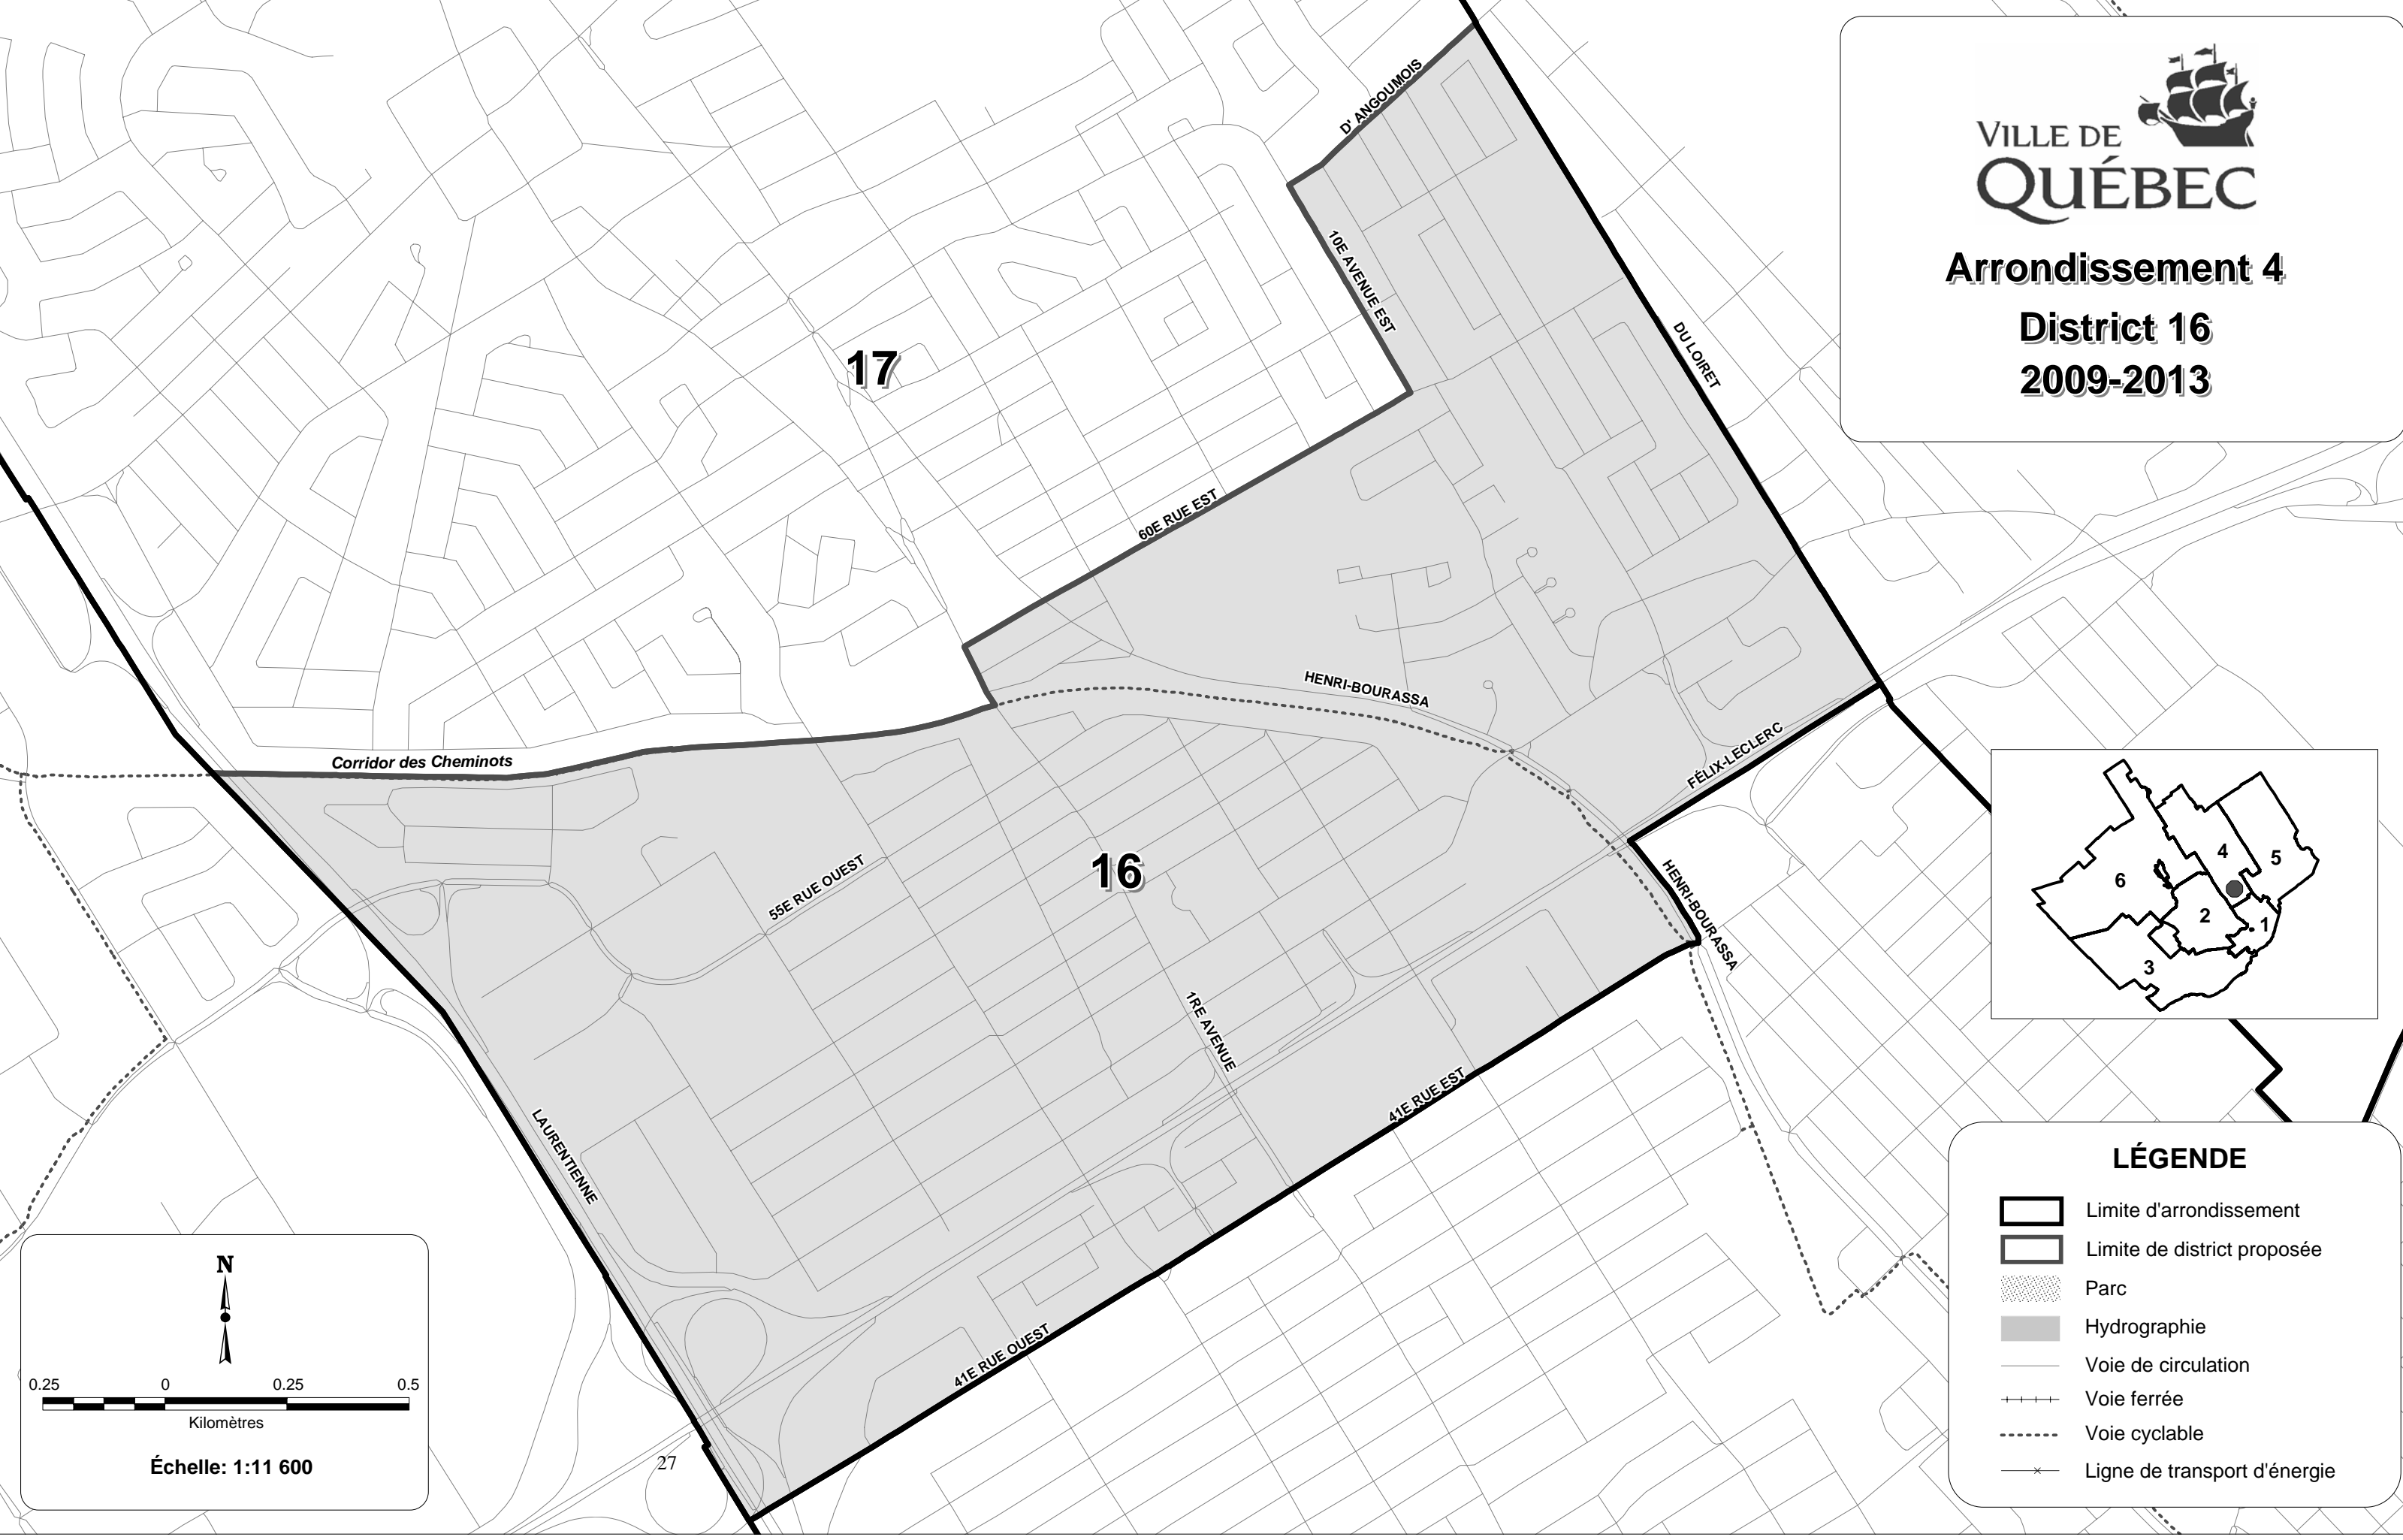 VILLE DE
QUÉBEC
Arrondissement 4
District 16
2009-2013
D' ANGOUMOIS
10E AVENUE EST
DU LOIRET
17
60E RUE EST
HENRI-BOURASSA
FÉLIX-LECLERC
Corridor des Cheminots
55E RUE OUEST
16
HENRI-BOURASSA
1RE AVENUE
41E RUE EST
LAURENTIENNE
41E RUE OUEST
27
4
5
6
2
1
3
N
0.25 0 0.25 0.5
Kilomètres
Échelle: 1:11 600
LÉGENDE
Limite d'arrondissement
Limite de district proposée
Parc
Hydrographie
Voie de circulation
Voie ferrée
Voie cyclable
Ligne de transport d'énergie